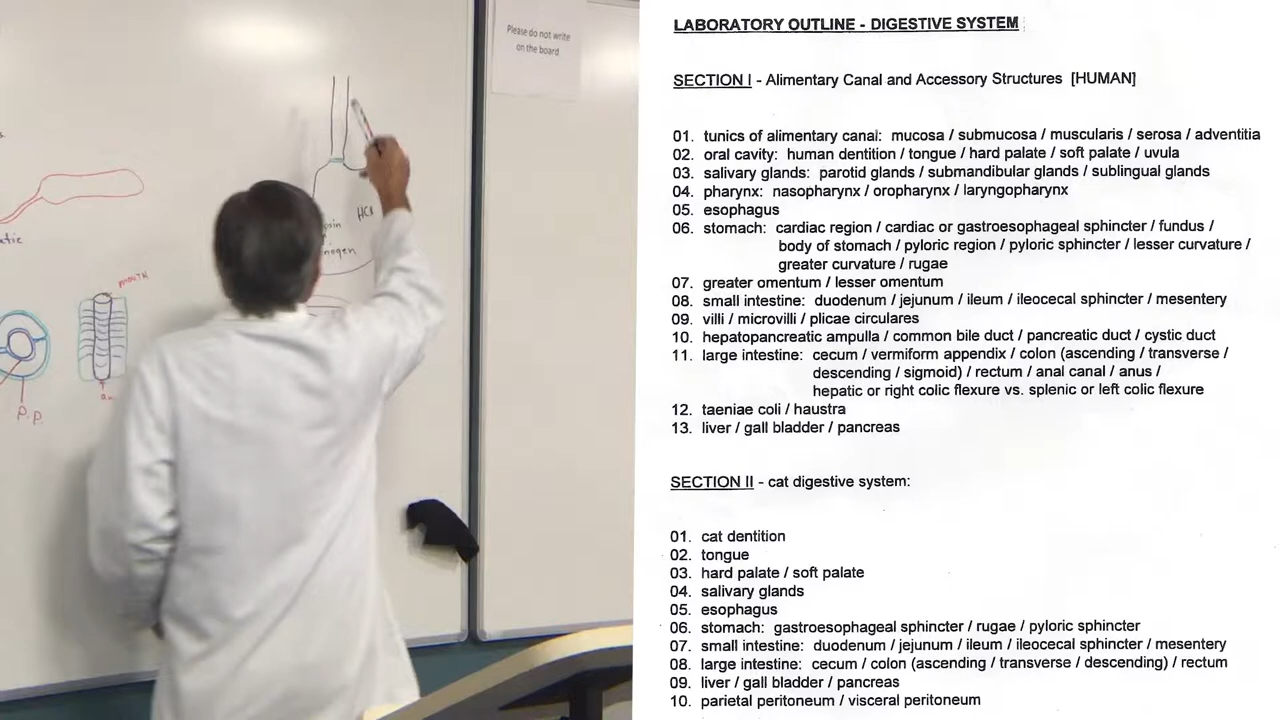 Please do not write
on the board
HCl
MOUTH
P.P.
LABORATORY OUTLINE - DIGESTIVE SYSTEM
SECTION I - Alimentary Canal and Accessory Structures [HUMAN]
01. tunics of alimentary canal: mucosa / submucosa / muscularis / serosa / adventitia
02. oral cavity: human dentition / tongue / hard palate / soft palate / uvula
03. salivary glands: parotid glands / submandibular glands / sublingual glands
04. pharynx: nasopharynx / oropharynx / laryngopharynx
05. esophagus
06. stomach: cardiac region / cardiac or gastroesophageal sphincter / fundus /
body of stomach / pyloric region / pyloric sphincter / lesser curvature /
greater curvature / rugae
07. greater omentum / lesser omentum
08. small intestine: duodenum / jejunum / ileum / ileocecal sphincter / mesentery
09. villi / microvilli / plicae circulares
10. hepatopancreatic ampulla / common bile duct / pancreatic duct / cystic duct
11. large intestine: cecum / vermiform appendix / colon (ascending / transverse /
descending / sigmoid) / rectum / anal canal / anus /
hepatic or right colic flexure vs. splenic or left colic flexure
12. taeniae coli / haustra
13. liver / gall bladder / pancreas
SECTION II - cat digestive system:
01. cat dentition
02. tongue
03. hard palate / soft palate
04. salivary glands
05. esophagus
06. stomach: gastroesophageal sphincter / rugae / pyloric sphincter
07. small intestine: duodenum / jejunum / ileum / ileocecal sphincter / mesentery
08. large intestine: cecum / colon (ascending / transverse / descending) / rectum
09. liver / gall bladder / pancreas
10. parietal peritoneum / visceral peritoneum